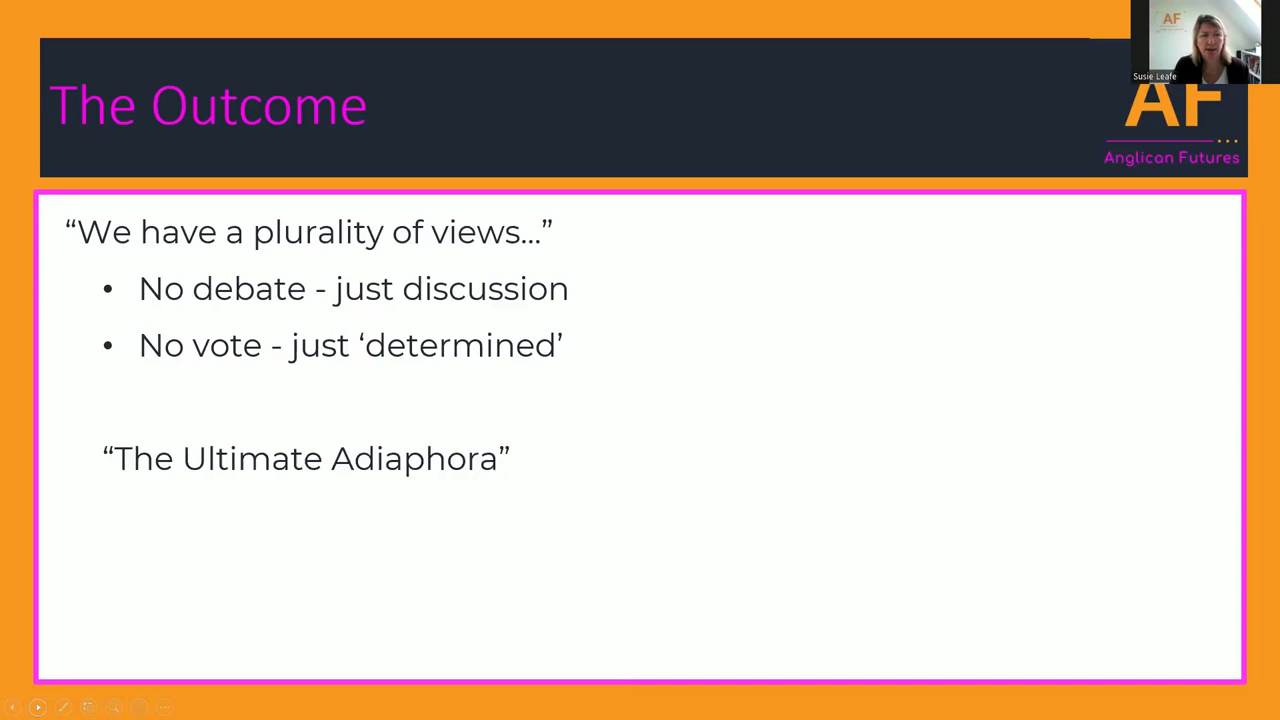 AF
Susie Leafe
The Outcome
AF
Anglican Futures
“We have a plurality of views...”
• No debate - just discussion
• No vote - just ‘determined’
“The Ultimate Adiaphora”